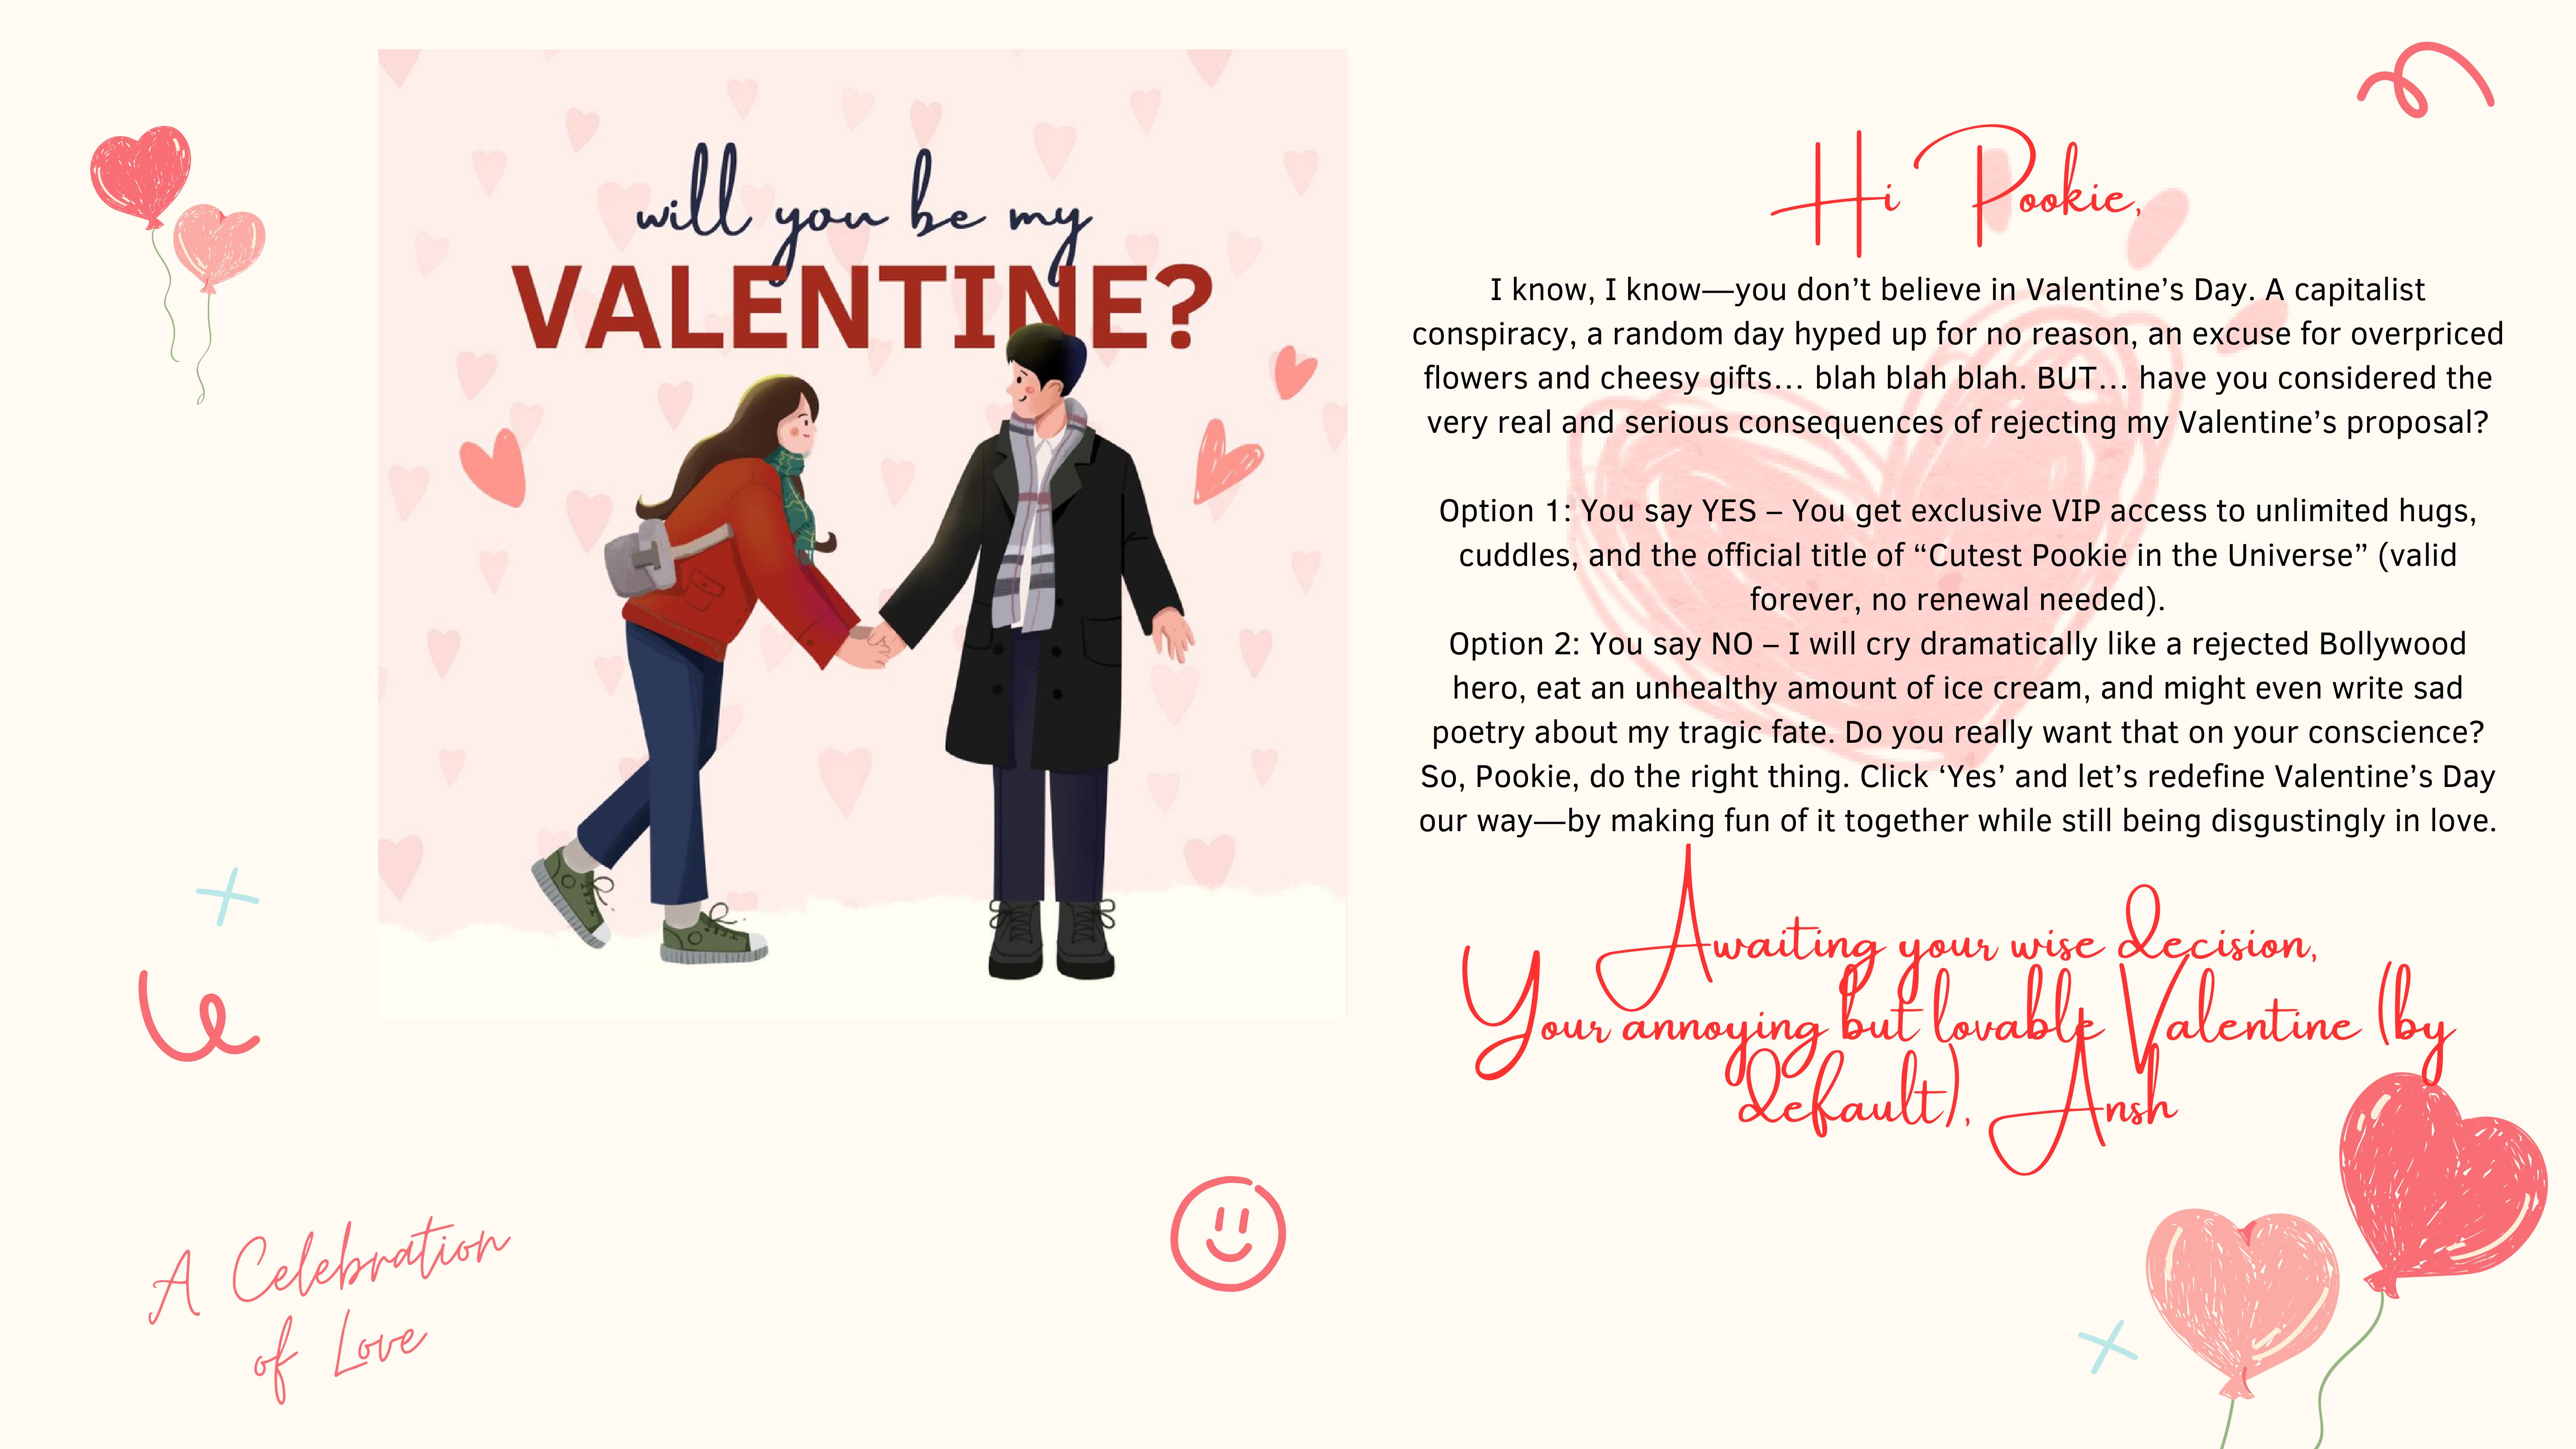 will you be my
VALENTINE?
Hi Pookie,
I know, I know—you don’t believe in Valentine’s Day. A capitalist
conspiracy, a random day hyped up for no reason, an excuse for overpriced
flowers and cheesy gifts… blah blah blah. BUT… have you considered the
very real and serious consequences of rejecting my Valentine’s proposal?
Option 1: You say YES – You get exclusive VIP access to unlimited hugs,
cuddles, and the official title of “Cutest Pookie in the Universe” (valid
forever, no renewal needed).
Option 2: You say NO – I will cry dramatically like a rejected Bollywood
hero, eat an unhealthy amount of ice cream, and might even write sad
poetry about my tragic fate. Do you really want that on your conscience?
So, Pookie, do the right thing. Click ‘Yes’ and let’s redefine Valentine’s Day
our way—by making fun of it together while still being disgustingly in love.
Awaiting your wise decision,
Your annoying but lovable Valentine (by
default), Ansh
A Celebration
of Love